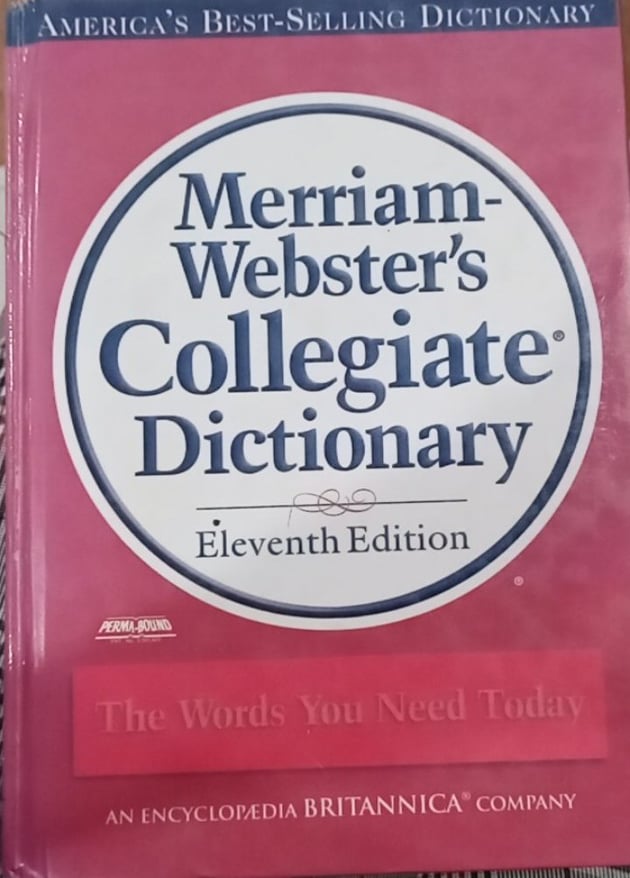 AMERICA'S BEST-SELLING DICTIONARY
Merriam-
Webster's
Collegiate®
Dictionary
Eleventh Edition
®
PERMA-BOUND
The Words You Need Today
AN ENCYCLOPÆDIA BRITANNICA® COMPANY